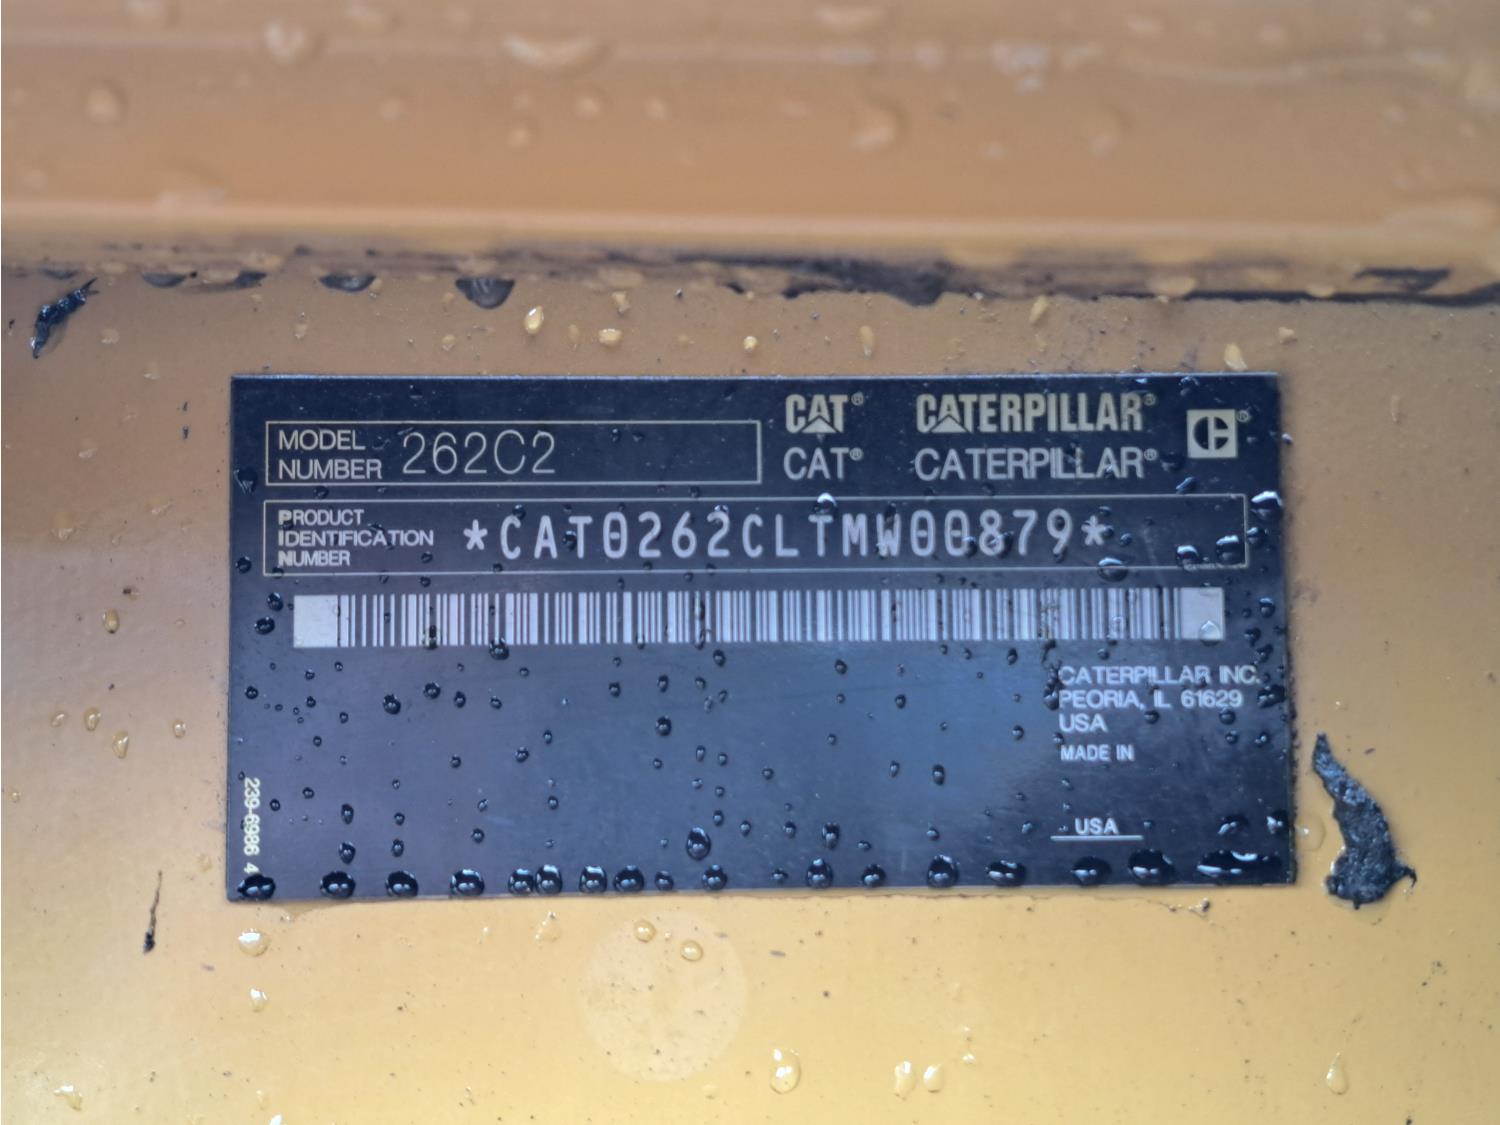 CAT® CATERPILLAR®
C®
MODEL
NUMBER 262C2
CAT® CATERPILLAR®
PRODUCT
IDENTIFICATION
NUMBER *CAT0262CLTMW00879*
CATERPILLAR INC.
PEORIA, IL 61629
USA
MADE IN
USA
239-6986 4